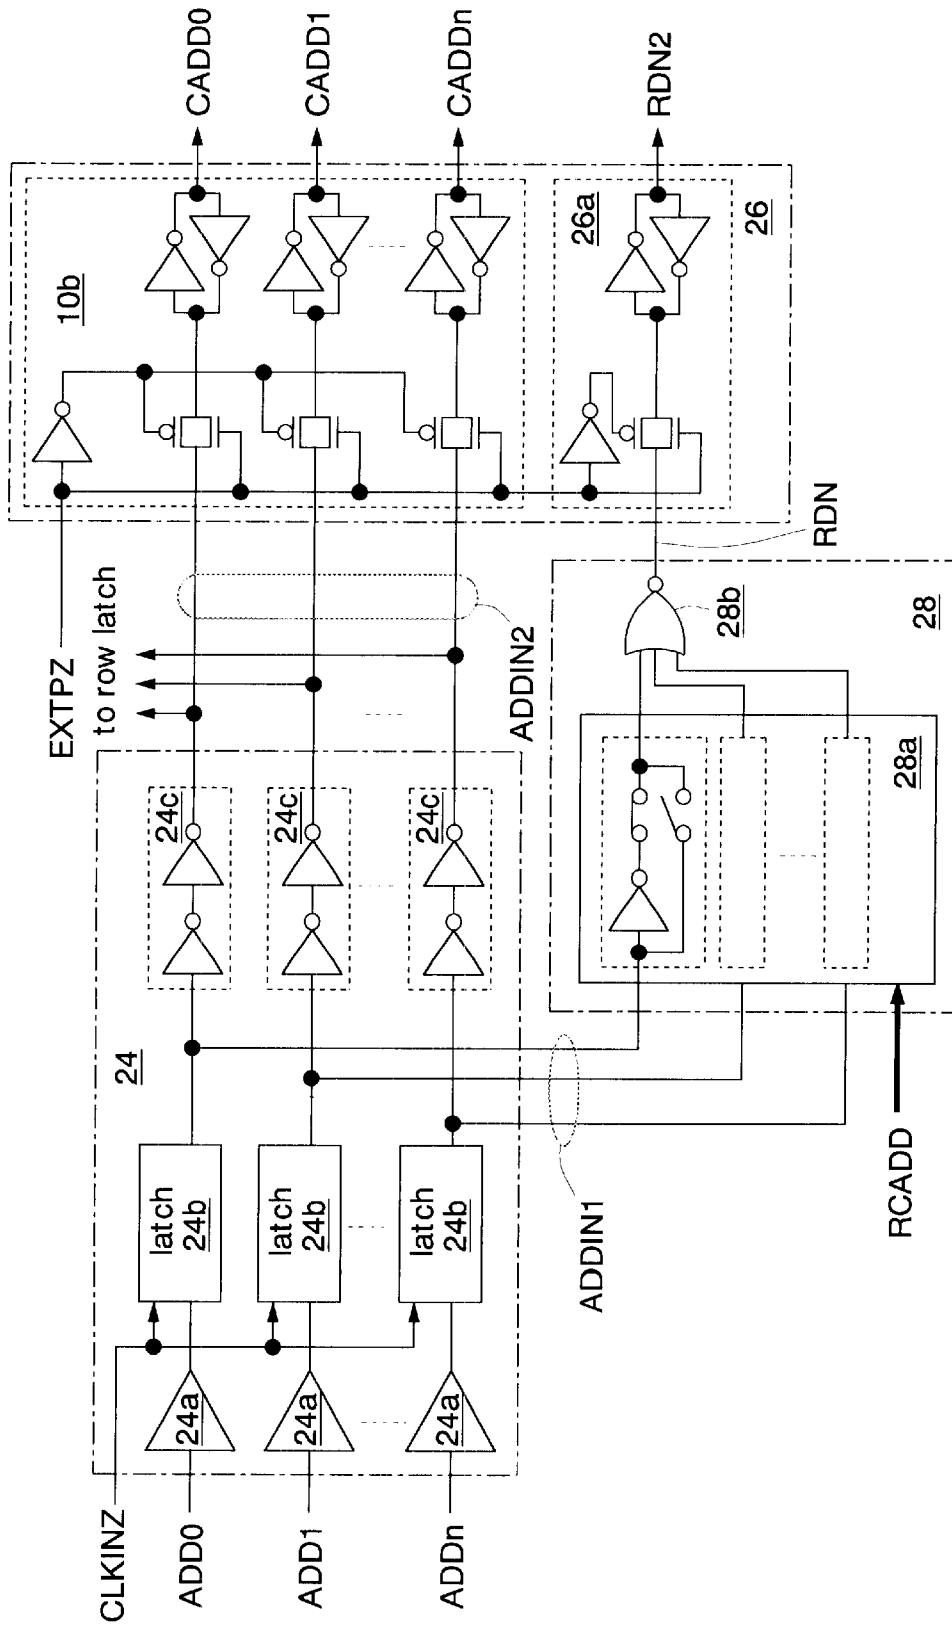 CLKINZ
ADD0
ADD1
ADDn
24
24a
24a
24a
latch
24b
latch
24b
latch
24b
24c
24c
24c
ADDIN1
RCADD
EXTPZ
to row latch
ADDIN2
28
28a
28b
RDN
10b
26a
26
CADD0
CADD1
CADDn
RDN2